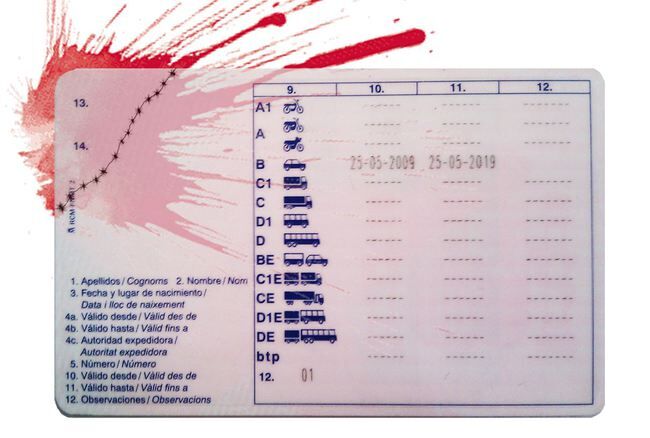 9. 10. 11. 12.
13.
14.
A1
A
B 25-05-2009 25-05-2019
C1
C
D1
D
BE
C1E
CE
D1E
DE
btp
12. 01
1. Apellidos / Cognoms 2. Nombre / Nom
3. Fecha y lugar de nacimiento /
Data i lloc de naixement
4a. Válido desde / Vàlid des de
4b. Válido hasta / Vàlid fins a
4c. Autoridad expedidora /
Autoritat expedidora
5. Número / Número
10. Válido desde / Vàlid des de
11. Válido hasta / Vàlid fins a
12. Observaciones / Observacions